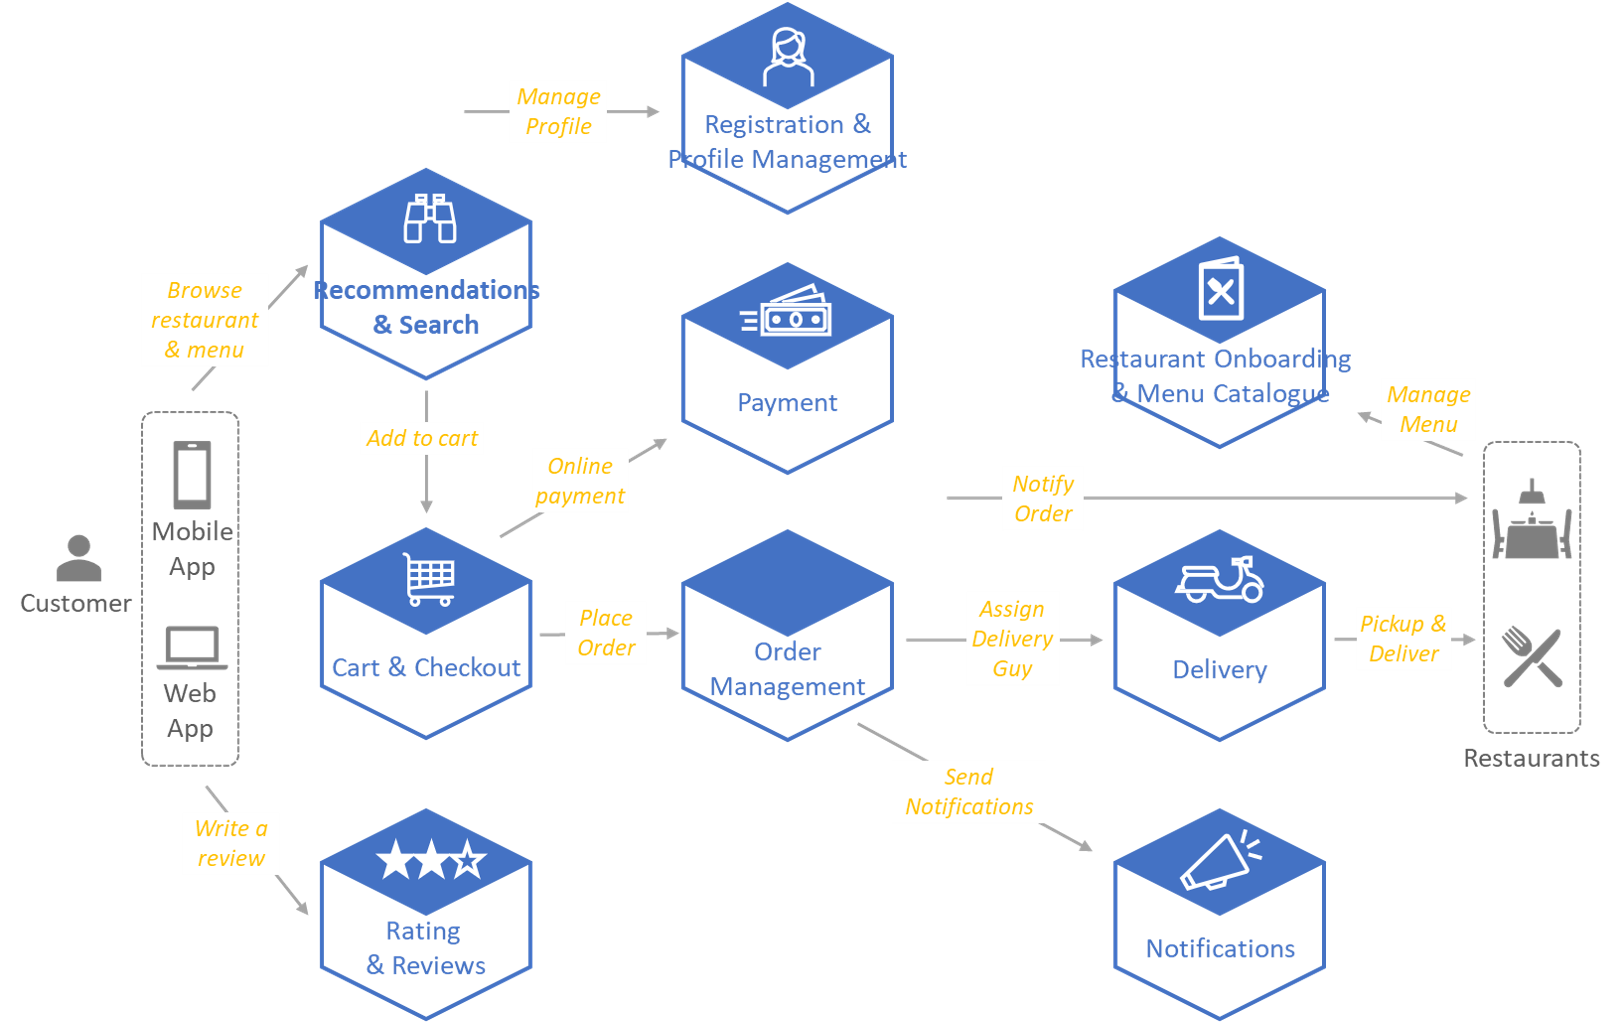 Manage
Profile
Registration &
Profile Management
Recommendations
& Search
Browse
restaurant
& menu
Payment
Restaurant Onboarding
& Menu Catalogue
Manage
Menu
Add to cart
Online
payment
Notify
Order
Mobile
App
Customer
Web
App
Cart & Checkout
Place
Order
Order
Management
Assign
Delivery
Guy
Delivery
Pickup &
Deliver
Restaurants
Send
Notifications
Write a
review
Rating
& Reviews
Notifications